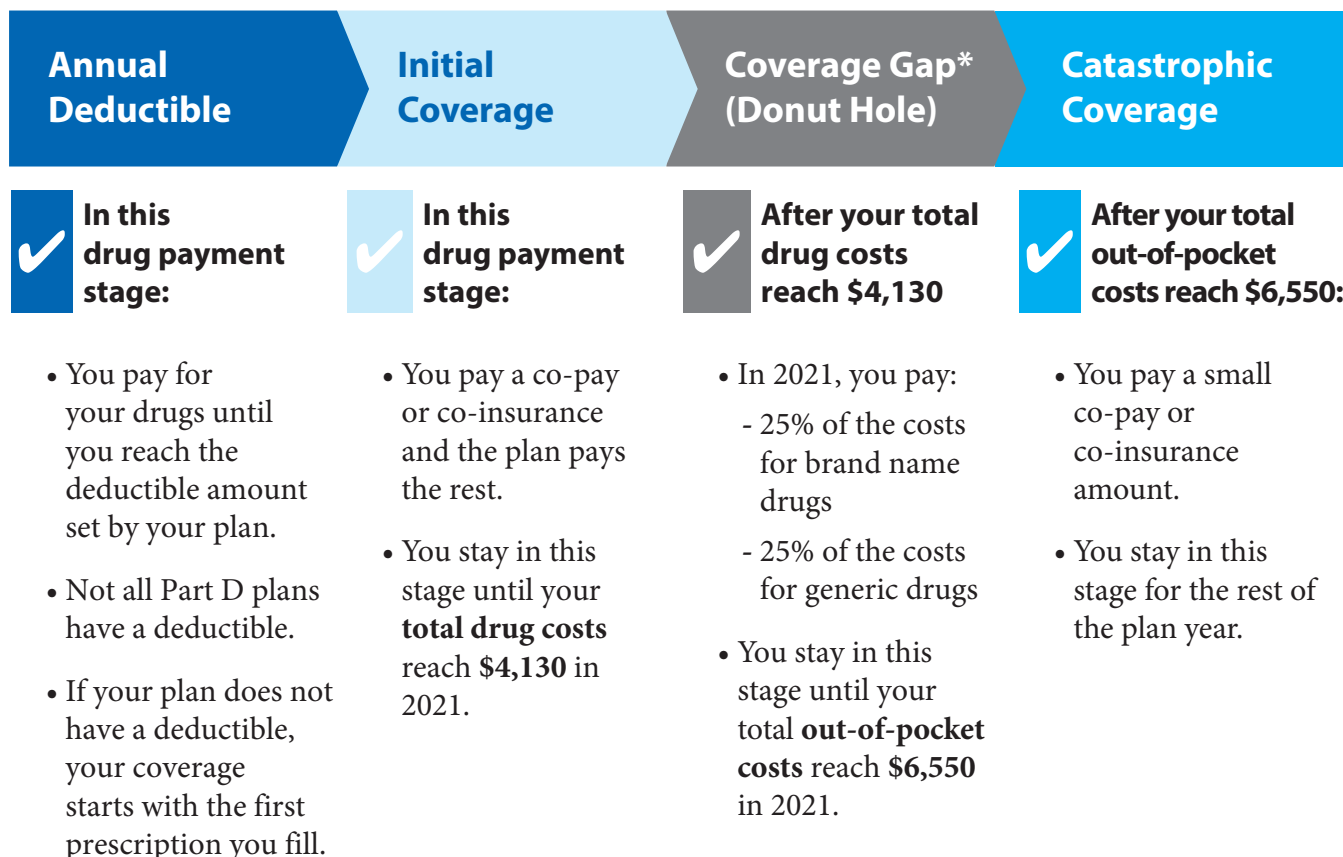 Annual
Deductible
Initial
Coverage
Coverage Gap*
(Donut Hole)
Catastrophic
Coverage
In this
drug payment
stage:
• You pay for
your drugs until
you reach the
deductible amount
set by your plan.
• Not all Part D plans
have a deductible.
• If your plan does not
have a deductible,
your coverage
starts with the first
prescription you fill.
In this
drug payment
stage:
• You pay a co-pay
or co-insurance
and the plan pays
the rest.
• You stay in this
stage until your
total drug costs
reach $4,130 in
2021.
After your total
drug costs
reach $4,130
• In 2021, you pay:
- 25% of the costs
for brand name
drugs
- 25% of the costs
for generic drugs
• You stay in this
stage until your
total out-of-pocket
costs reach $6,550
in 2021.
After your total
out-of-pocket
costs reach $6,550:
• You pay a small
co-pay or
co-insurance
amount.
• You stay in this
stage for the rest of
the plan year.